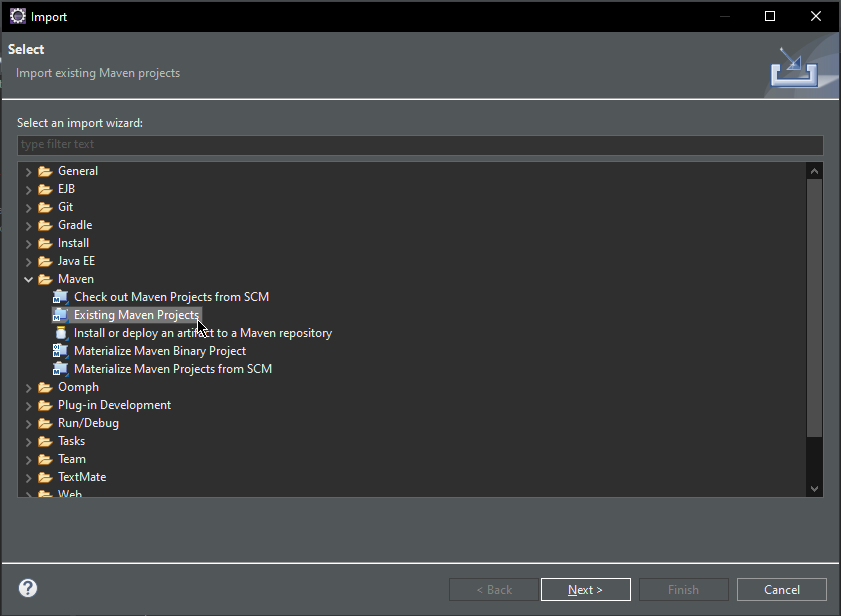 Import
Select
Import existing Maven projects
Select an import wizard:
type filter text
General
EJB
Git
Gradle
Install
Java EE
Maven
Check out Maven Projects from SCM
Existing Maven Projects
Install or deploy an artifact to a Maven repository
Materialize Maven Binary Project
Materialize Maven Projects from SCM
Oomph
Plug-in Development
Run/Debug
Tasks
Team
TextMate
Web
?
< Back
Next >
Finish
Cancel